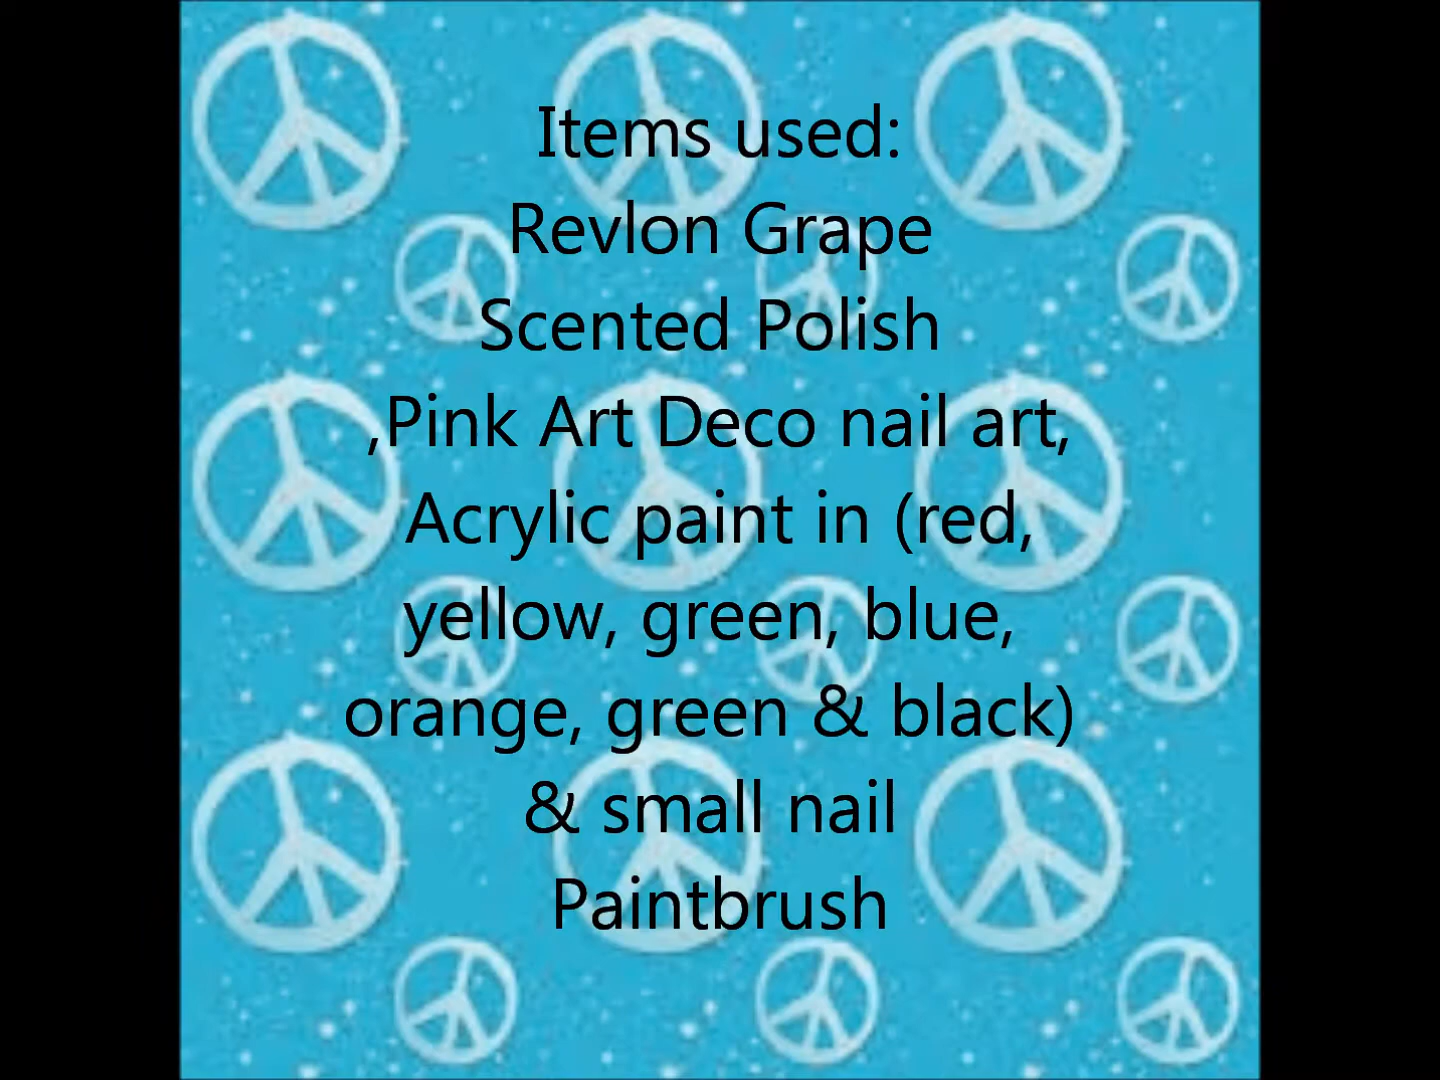 Items used:
Revlon Grape
Scented Polish
,Pink Art Deco nail art,
Acrylic paint in (red,
yellow, green, blue,
orange, green & black)
& small nail
Paintbrush